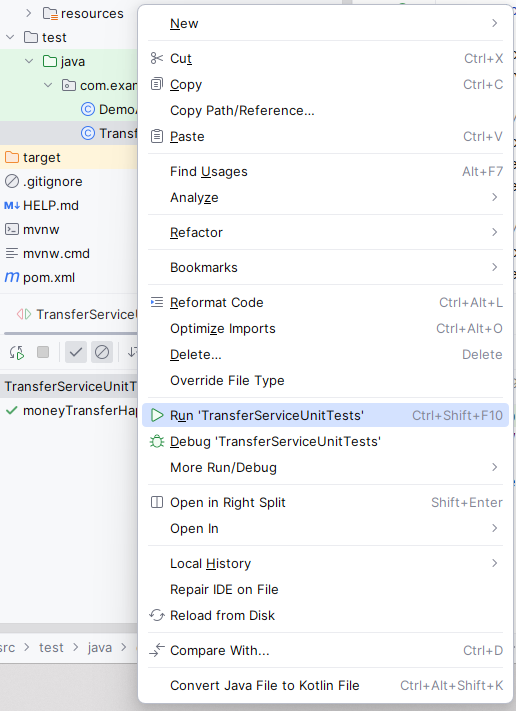 resources
test
java
com.exan
Demo
Transf
target
.gitignore
HELP.md
mvnw
mvnw.cmd
pom.xml
TransferServiceU
TransferServiceUnitT
moneyTransferHap
src > test > java >
New
Cut Ctrl+X
Copy Ctrl+C
Copy Path/Reference...
Paste Ctrl+V
Find Usages Alt+F7
Analyze
Refactor
Bookmarks
Reformat Code Ctrl+Alt+L
Optimize Imports Ctrl+Alt+O
Delete... Delete
Override File Type
Run 'TransferServiceUnitTests' Ctrl+Shift+F10
Debug 'TransferServiceUnitTests'
More Run/Debug
Open in Right Split Shift+Enter
Open In
Local History
Repair IDE on File
Reload from Disk
Compare With... Ctrl+D
Convert Java File to Kotlin File Ctrl+Alt+Shift+K